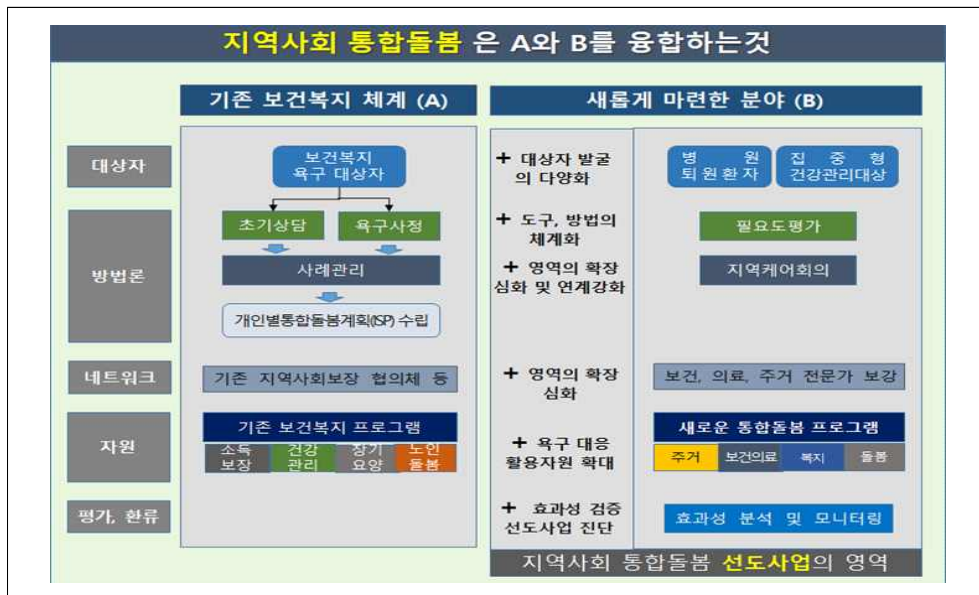 지역사회 통합돌봄 은 A와 B를 융합하는것
기존 보건복지 체계 (A)
새롭게 마련한 분야 (B)
대상자
보건복지
욕구 대상자
+ 대상자 발굴
의 다양화
병 원
퇴원환자
집 중 형
건강관리대상
방법론
초기상담
욕구사정
사례관리
개인별통합돌봄계획(ISP) 수립
+ 도구, 방법의
체계화
+ 영역의 확장
심화 및 연계강화
필요도평가
지역케어회의
네트워크
기존 지역사회보장 협의체 등
+ 영역의 확장
심화
보건, 의료, 주거 전문가 보강
자원
기존 보건복지 프로그램
소득
보장
건강
관리
장기
요양
노인
돌봄
+ 욕구 대응
활용자원 확대
새로운 통합돌봄 프로그램
주거
보건의료
복지
돌봄
평가, 환류
+ 효과성 검증
선도사업 진단
효과성 분석 및 모니터링
지역사회 통합돌봄 선도사업의 영역